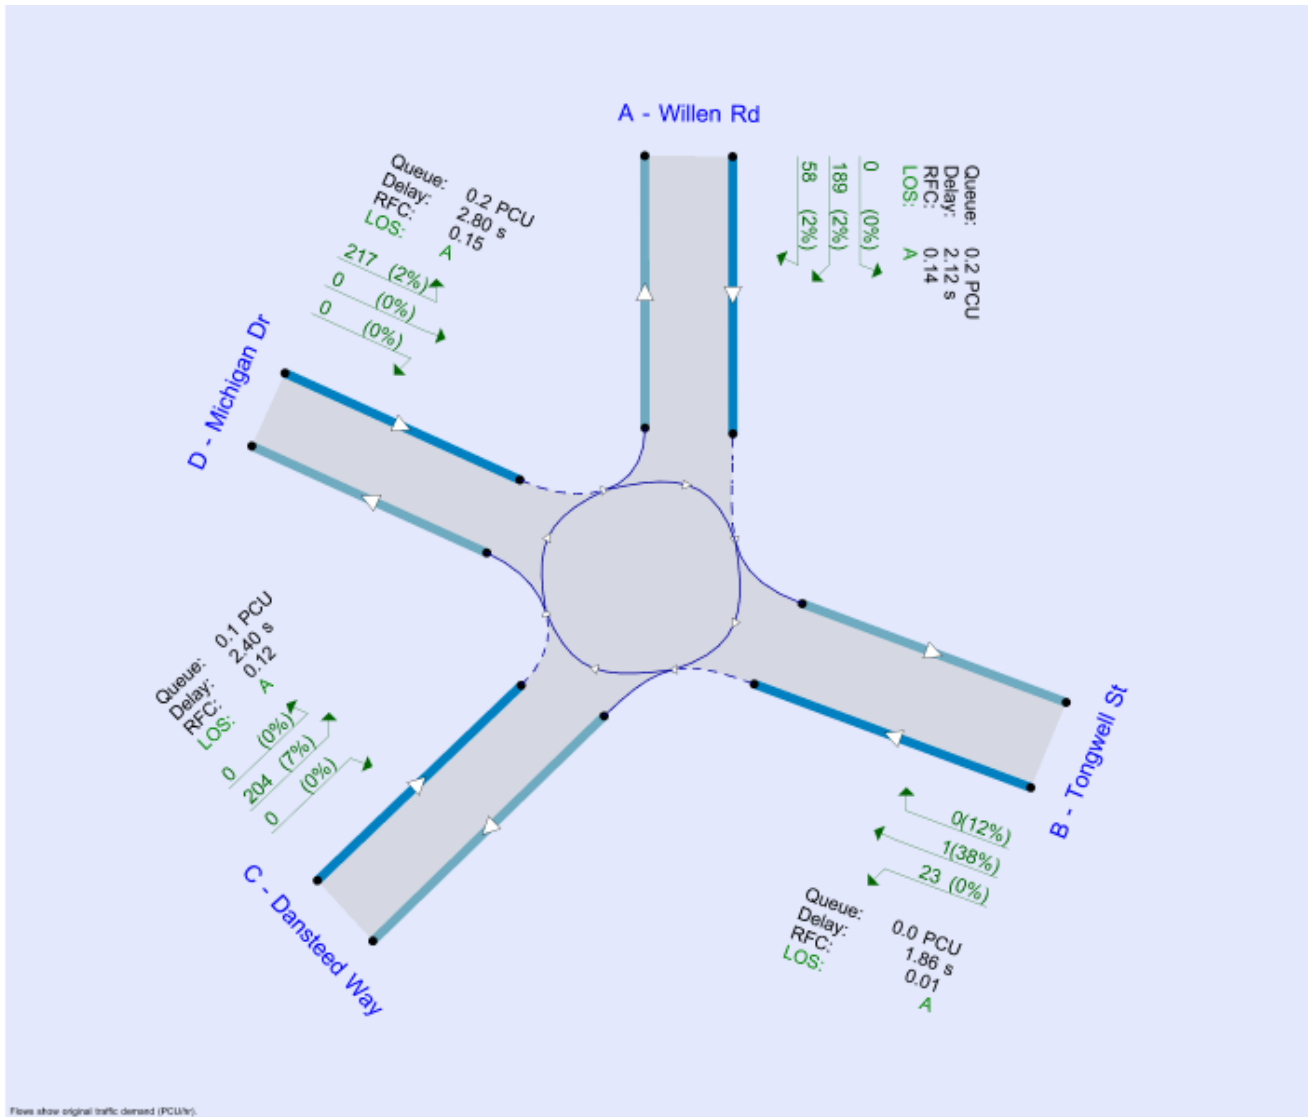 A - Willen Rd
Queue: 0.2 PCU
Delay: 2.12 s
RFC: 0.14
LOS: A
0 (0%)
189 (2%)
58 (2%)
Queue: 0.2 PCU
Delay: 2.80 s
RFC: 0.15
LOS: A
217 (2%)
0 (0%)
0 (0%)
D - Michigan Dr
Queue: 0.1 PCU
Delay: 2.40 s
RFC: 0.12
LOS: A
0 (0%)
204 (7%)
0 (0%)
C - Dansteed Way
B - Tongwell St
0(12%)
1(38%)
23 (0%)
Queue: 0.0 PCU
Delay: 1.86 s
RFC: 0.01
LOS: A
Flows show original traffic demand (PCU/hr).